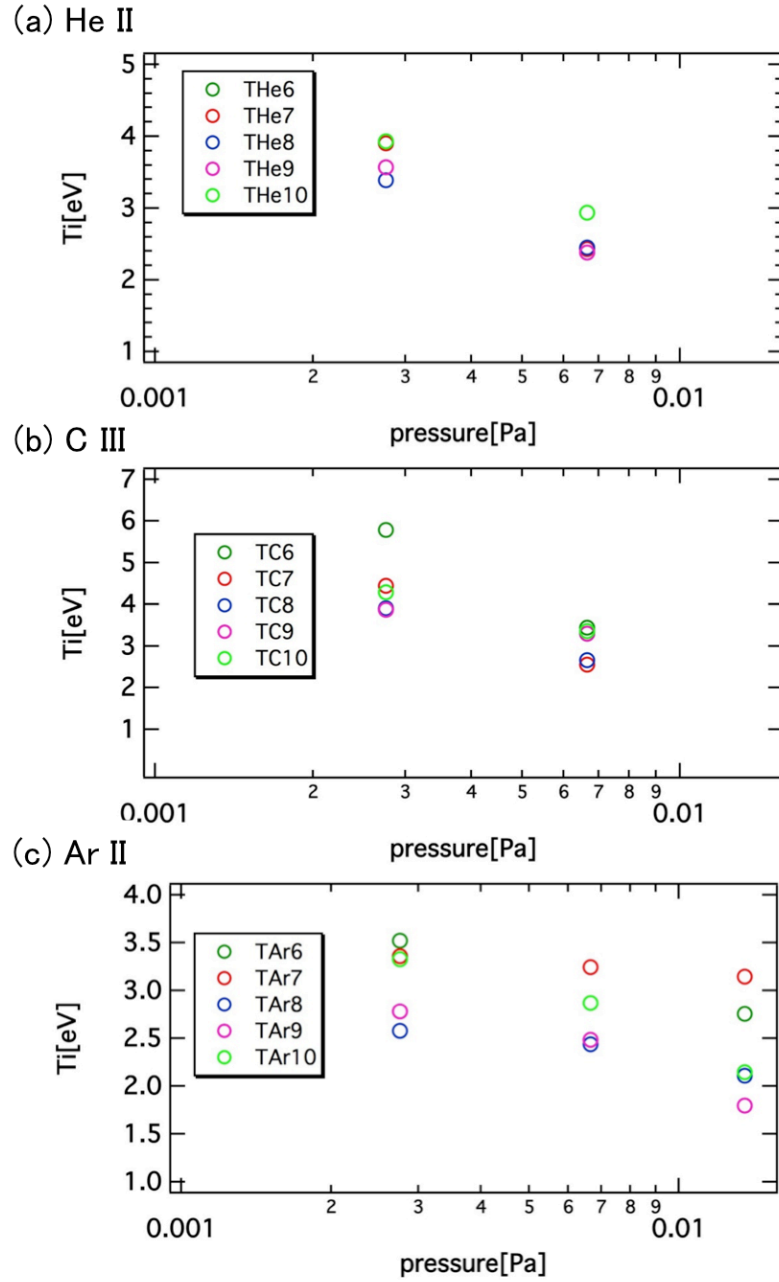 (a) He II
5
4
3
2
1
Ti[eV]
THe6
THe7
THe8
THe9
THe10
0.001
2
3
4
5
6
7
8
9
0.01
pressure[Pa]
(b) C III
7
6
5
4
3
2
1
Ti[eV]
TC6
TC7
TC8
TC9
TC10
0.001
2
3
4
5
6
7
8
9
0.01
pressure[Pa]
(c) Ar II
4.0
3.5
3.0
2.5
2.0
1.5
1.0
Ti[eV]
TAr6
TAr7
TAr8
TAr9
TAr10
0.001
2
3
4
5
6
7
8
9
0.01
pressure[Pa]